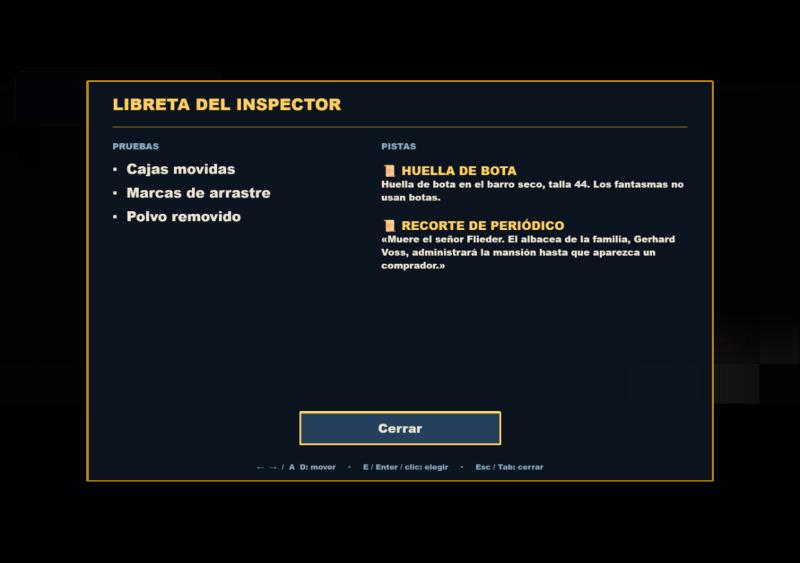 LIBRETA DEL INSPECTOR
PRUEBAS
• Cajas movidas
• Marcas de arrastre
• Polvo removido
PISTAS
HUELLA DE BOTA
Huella de bota en el barro seco, talla 44. Los fantasmas no
usan botas.
RECORTE DE PERIÓDICO
«Muere el señor Flieder. El albacea de la familia, Gerhard
Voss, administrará la mansión hasta que aparezca un
comprador.»
Cerrar
← → / A D: mover • E / Enter / clic: elegir • Esc / Tab: cerrar